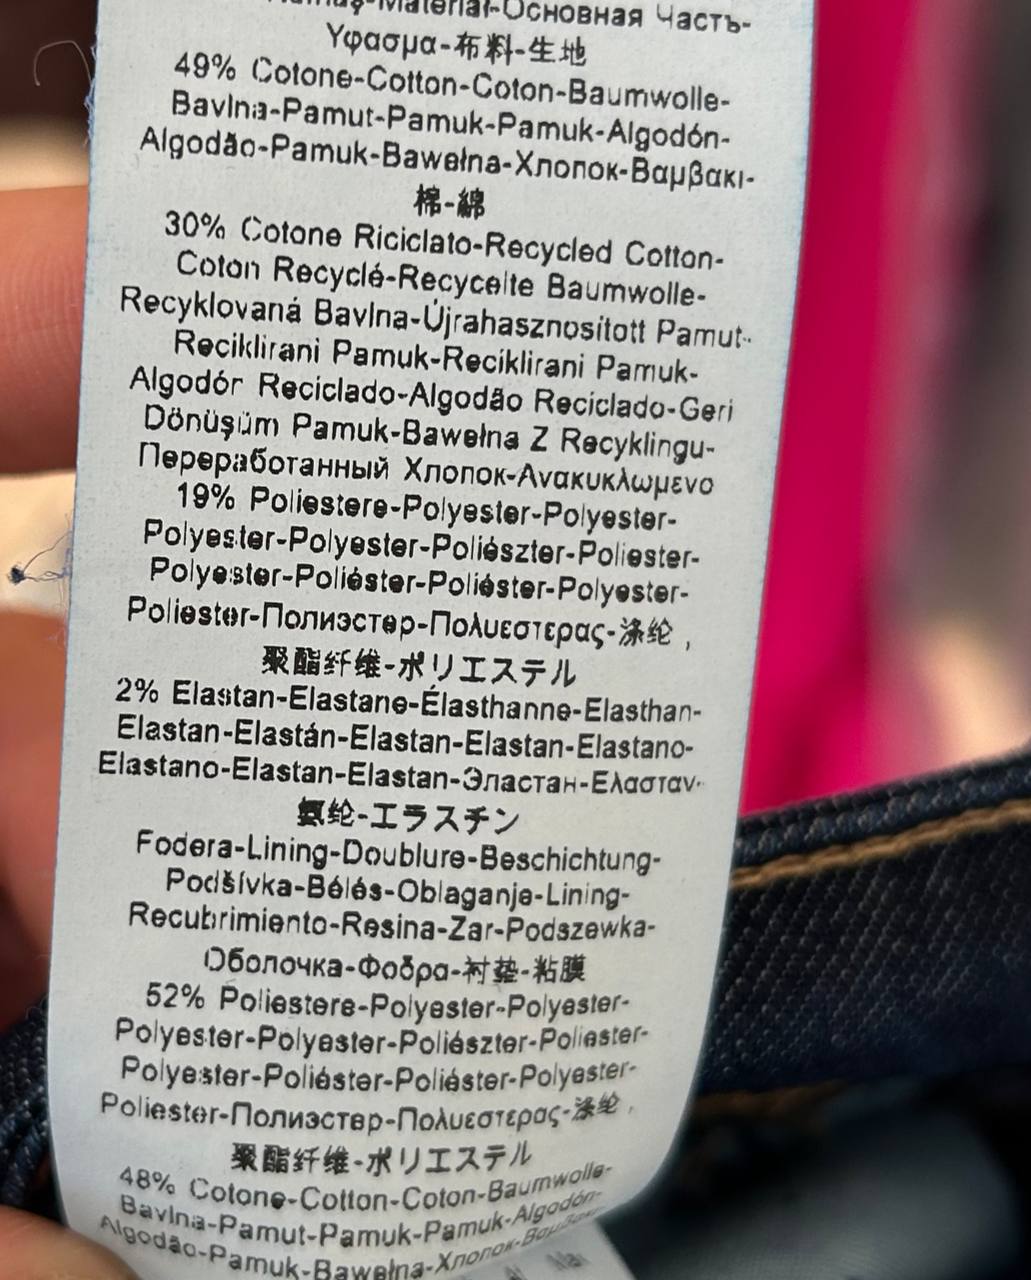 -Material-Основная Часть-
Υφασμα-布料-生地
49% Cotone-Cotton-Coton-Baumwolle-
Bavlna-Pamut-Pamuk-Pamuk-Algodón-
Algodão-Pamuk-Bawełna-Хлопок-Βαμβακι-
棉-綿
30% Cotone Riciclato-Recycled Cotton-
Coton Recyclé-Recycelte Baumwolle-
Recyklovaná Bavlna-Újrahasznosított Pamut-
Reciklirani Pamuk-Reciklirani Pamuk-
Algodór Reciclado-Algodão Reciclado-Geri
Dönüşüm Pamuk-Bawełna Z Recyklingu-
Переработанный Хлопок-Ανακυκλωμενο
19% Poliestere-Polyester-Polyester-
Polyester-Polyester-Poliészter-Poliester-
Polyester-Poliéster-Poliéster-Polyester-
Poliester-Полиэстер-Πολυεστερας-涤纶,
聚酯纤维-ポリエステル
2% Elastan-Elastane-Élasthanne-Elasthan-
Elastan-Elastán-Elastan-Elastan-Elastano-
Elastano-Elastan-Elastan-Эластан-Ελασταν-
氨纶-エラスチン
Fodera-Lining-Doublure-Beschichtung-
Podšívka-Bélés-Oblaganje-Lining-
Recubrimiento-Resina-Zar-Podszewka-
Оболочка-Φοδρα-衬垫-粘膜
52% Poliestere-Polyester-Polyester-
Polyester-Polyester-Poliészter-Poliester-
Polyester-Poliéster-Poliéster-Polyester-
Poliester-Полиэстер-Πολυεστερας-涤纶,
聚酯纤维-ポリエステル
48% Cotone-Cotton-Coton-Baumwolle-
Bavlna-Pamut-Pamuk-Pamuk-Algodón-
Algodão-Pamuk-Bawełna-Хлопок-Βαμβακι-